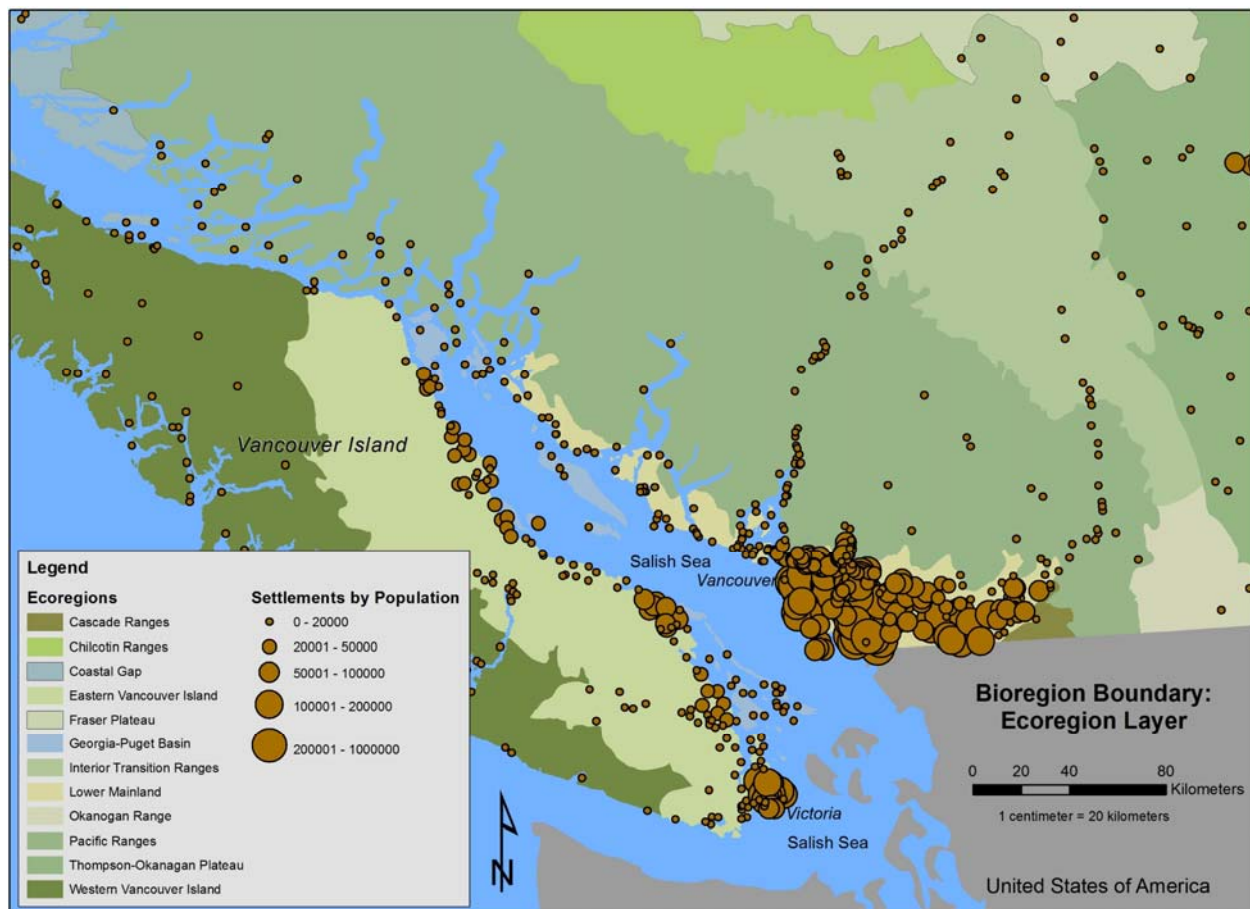 Vancouver Island
Salish Sea
Vancouver
Legend
Ecoregions
Cascade Ranges
Chilcotin Ranges
Coastal Gap
Eastern Vancouver Island
Fraser Plateau
Georgia-Puget Basin
Interior Transition Ranges
Lower Mainland
Okanogan Range
Pacific Ranges
Thompson-Okanagan Plateau
Western Vancouver Island
Settlements by Population
0 - 20000
20001 - 50000
50001 - 100000
100001 - 200000
200001 - 1000000
N
Victoria
Salish Sea
Bioregion Boundary:
Ecoregion Layer
0 20 40 80
Kilometers
1 centimeter = 20 kilometers
United States of America